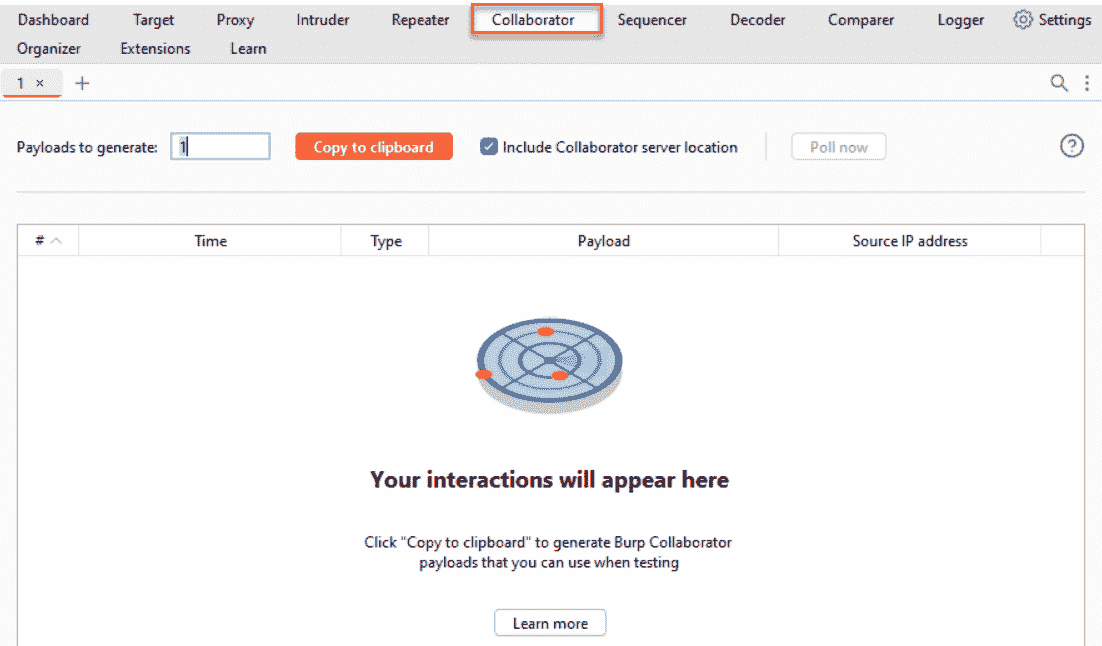 Dashboard Target Proxy Intruder Repeater Collaborator Sequencer Decoder Comparer Logger Settings
Organizer Extensions Learn
1 × +
Payloads to generate: 1 Copy to clipboard Include Collaborator server location Poll now ?
# Time Type Payload Source IP address
Your interactions will appear here
Click "Copy to clipboard" to generate Burp Collaborator
payloads that you can use when testing
Learn more